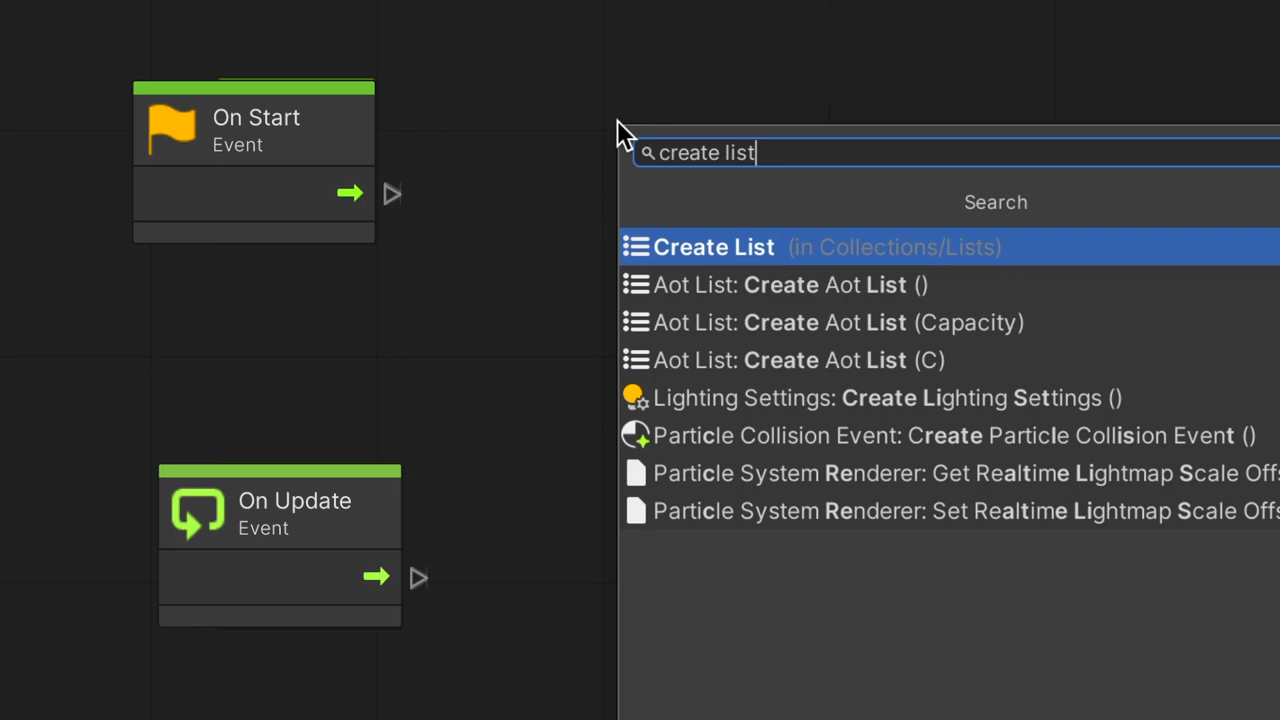 On Start
Event
create list
Search
Create List (in Collections/Lists)
Aot List: Create Aot List ()
Aot List: Create Aot List (Capacity)
Aot List: Create Aot List (C)
Lighting Settings: Create Lighting Settings ()
Particle Collision Event: Create Particle Collision Event ()
Particle System Renderer: Get Realtime Lightmap Scale Offs
Particle System Renderer: Set Realtime Lightmap Scale Offs
On Update
Event